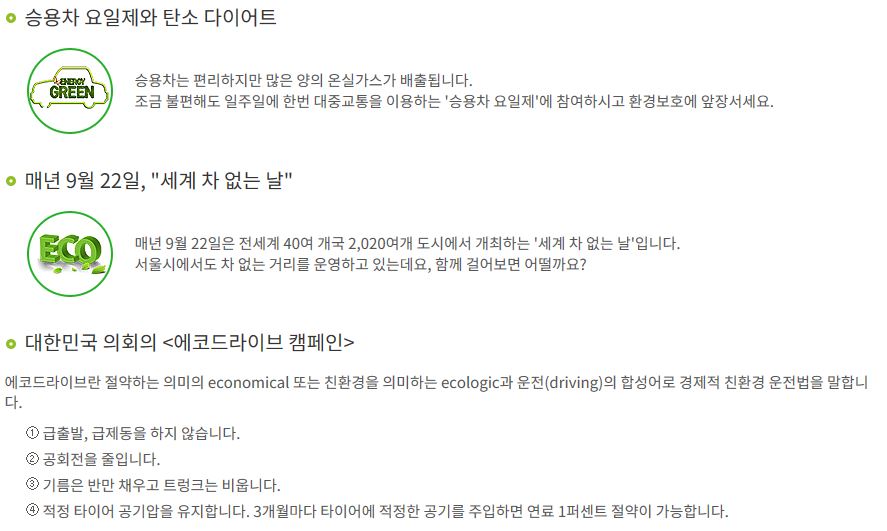 승용차 요일제와 탄소 다이어트
ENERGY
GREEN
승용차는 편리하지만 많은 양의 온실가스가 배출됩니다.
조금 불편해도 일주일에 한번 대중교통을 이용하는 '승용차 요일제'에 참여하시고 환경보호에 앞장서세요.
매년 9월 22일, "세계 차 없는 날"
ECO
매년 9월 22일은 전세계 40여 개국 2,020여개 도시에서 개최하는 '세계 차 없는 날'입니다.
서울시에서도 차 없는 거리를 운영하고 있는데요, 함께 걸어보면 어떨까요?
대한민국 의회의 <에코드라이브 캠페인>
에코드라이브란 절약하는 의미의 economical 또는 친환경을 의미하는 ecologic과 운전(driving)의 합성어로 경제적 친환경 운전법을 말합니
다.
① 급출발, 급제동을 하지 않습니다.
② 공회전을 줄입니다.
③ 기름은 반만 채우고 트렁크는 비웁니다.
④ 적정 타이어 공기압을 유지합니다. 3개월마다 타이어에 적정한 공기를 주입하면 연료 1퍼센트 절약이 가능합니다.